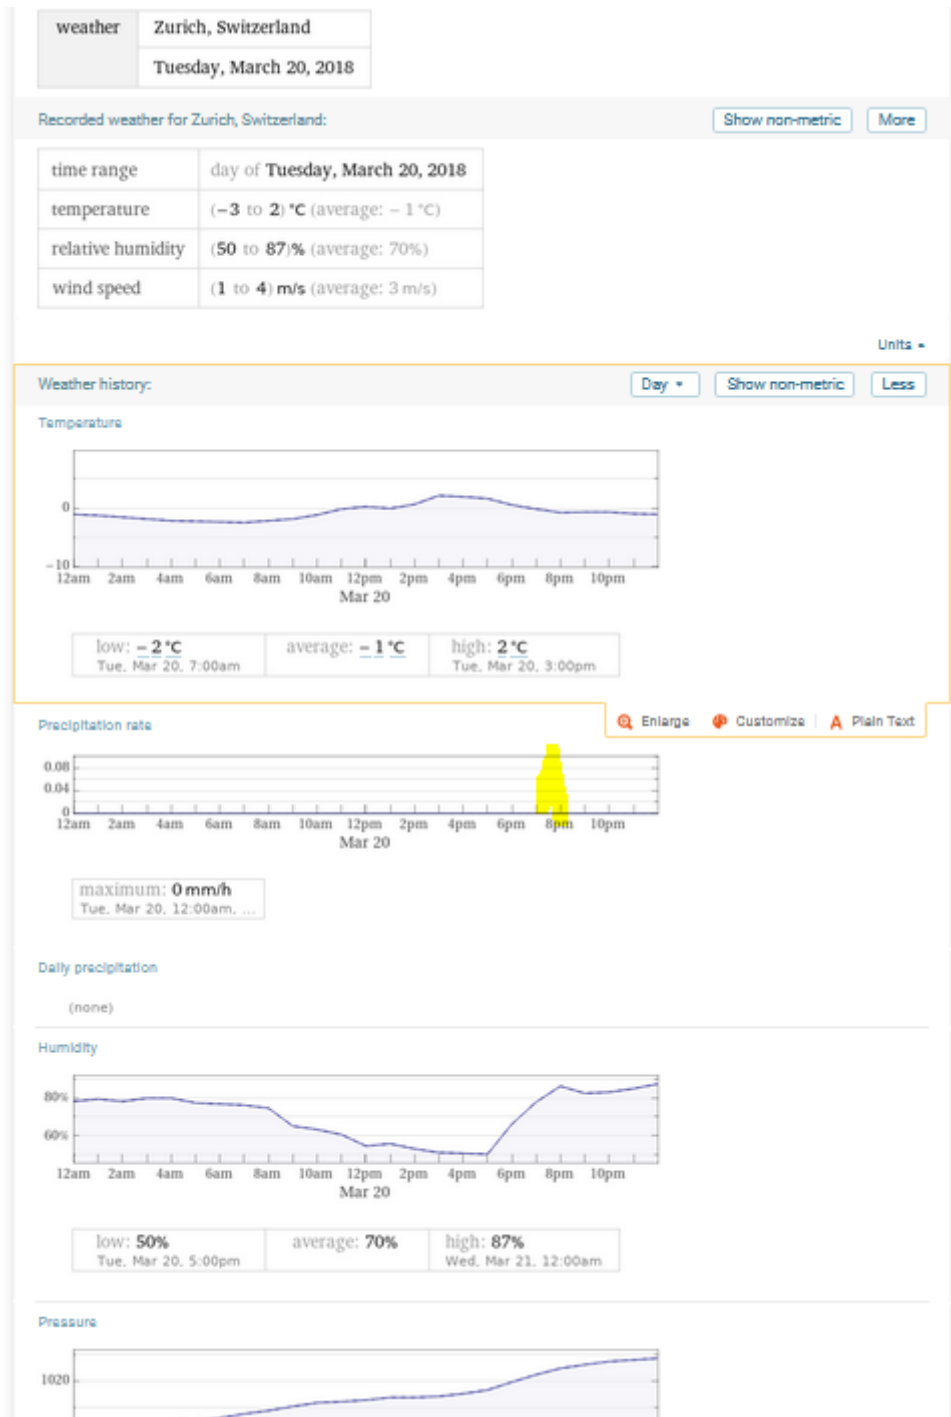 weather Zurich, Switzerland
Tuesday, March 20, 2018
Recorded weather for Zurich, Switzerland: Show non-metric More
time range day of Tuesday, March 20, 2018
temperature (−3 to 2) °C (average: −1 °C)
relative humidity (50 to 87)% (average: 70%)
wind speed (1 to 4) m/s (average: 3 m/s)
Units
Weather history: Day Show non-metric Less
Temperature
0
−10
12am 2am 4am 6am 8am 10am 12pm 2pm 4pm 6pm 8pm 10pm
Mar 20
low: −2 °C average: −1 °C high: 2 °C
Tue, Mar 20, 7:00am Tue, Mar 20, 3:00pm
Enlarge Customize A Plain Text
Precipitation rate
0.08
0.04
0
12am 2am 4am 6am 8am 10am 12pm 2pm 4pm 6pm 8pm 10pm
Mar 20
maximum: 0 mm/h
Tue, Mar 20, 12:00am, ...
Daily precipitation
(none)
Humidity
80%
60%
12am 2am 4am 6am 8am 10am 12pm 2pm 4pm 6pm 8pm 10pm
Mar 20
low: 50% average: 70% high: 87%
Tue, Mar 20, 5:00pm Wed, Mar 21, 12:00am
Pressure
1020